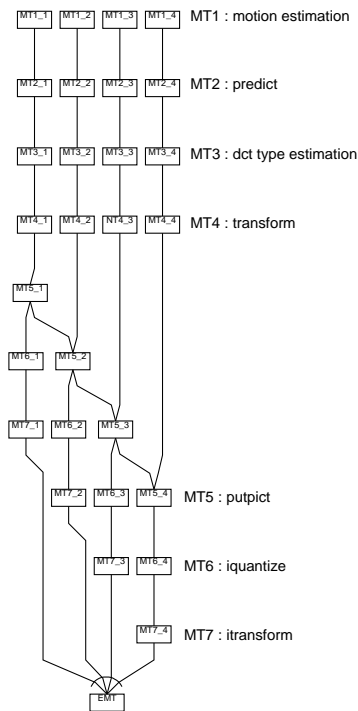 MT1_1 MT1_2 MT1_3 MT1_4 MT1 : motion estimation
MT2_1 MT2_2 MT2_3 MT2_4 MT2 : predict
MT3_1 MT3_2 MT3_3 MT3_4 MT3 : dct type estimation
MT4_1 MT4_2 NT4_3 MT4_4 MT4 : transform
MT5_1
MT6_1 MT5_2
MT7_1 MT6_2 MT5_3
MT7_2 MT6_3 MT5_4 MT5 : putpict
MT7_3 MT6_4 MT6 : iquantize
MT7_4 MT7 : itransform
EMT